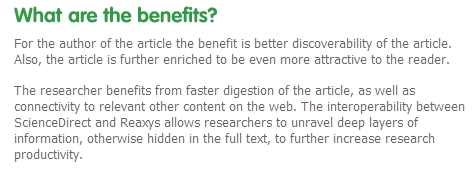 What are the benefits?
For the author of the article the benefit is better discoverability of the article.
Also, the article is further enriched to be even more attractive to the reader.
The researcher benefits from faster digestion of the article, as well as
connectivity to relevant other content on the web. The interoperability between
ScienceDirect and Reaxys allows researchers to unravel deep layers of
information, otherwise hidden in the full text, to further increase research
productivity.